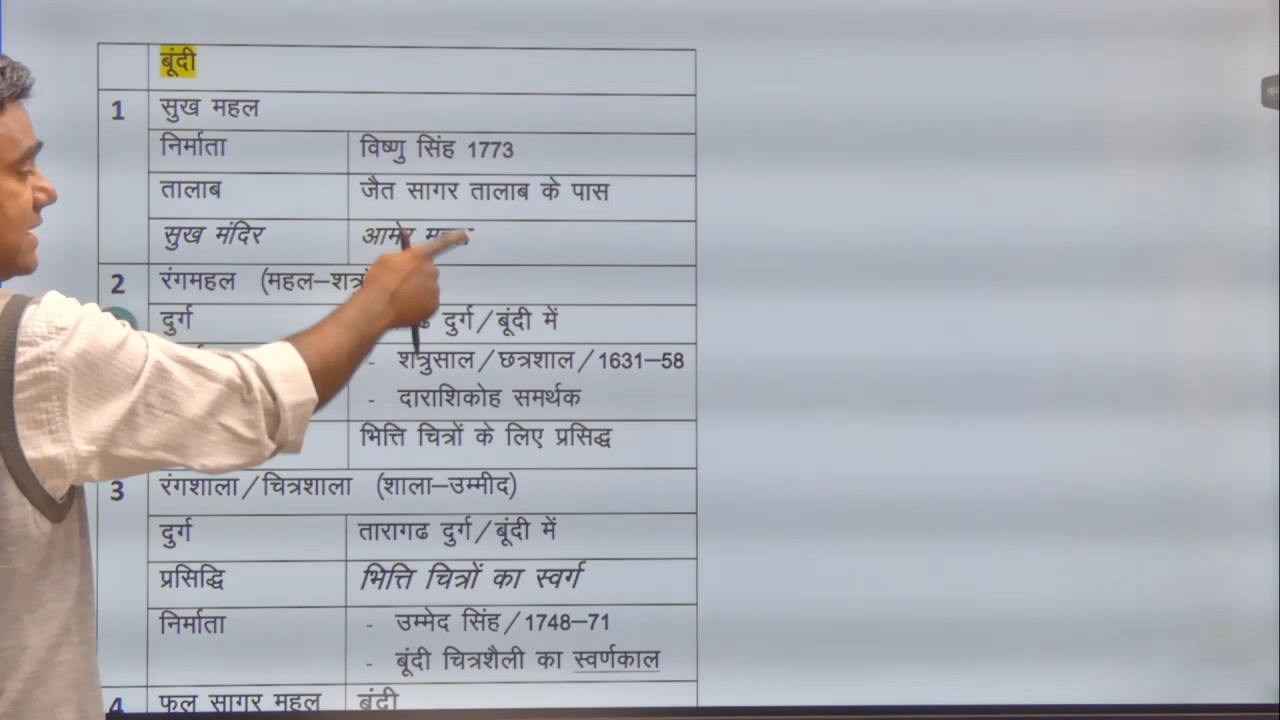 बूंदी
1 सुख महल
निर्माता विष्णु सिंह 1773
तालाब जैत सागर तालाब के पास
सुख मंदिर आमेर
2 रंगमहल (महल–शत्रु
दुर्ग दुर्ग/बूंदी में
- शत्रुसाल/छत्रशाल/1631–58
- दाराशिकोह समर्थक
भित्ति चित्रों के लिए प्रसिद्ध
3 रंगशाला/चित्रशाला (शाला–उम्मीद)
दुर्ग तारागढ दुर्ग/बूंदी में
प्रसिद्धि भित्ति चित्रों का स्वर्ग
निर्माता - उम्मेद सिंह/1748–71
- बूंदी चित्रशैली का स्वर्णकाल
4 फूल सागर महल बूंदी